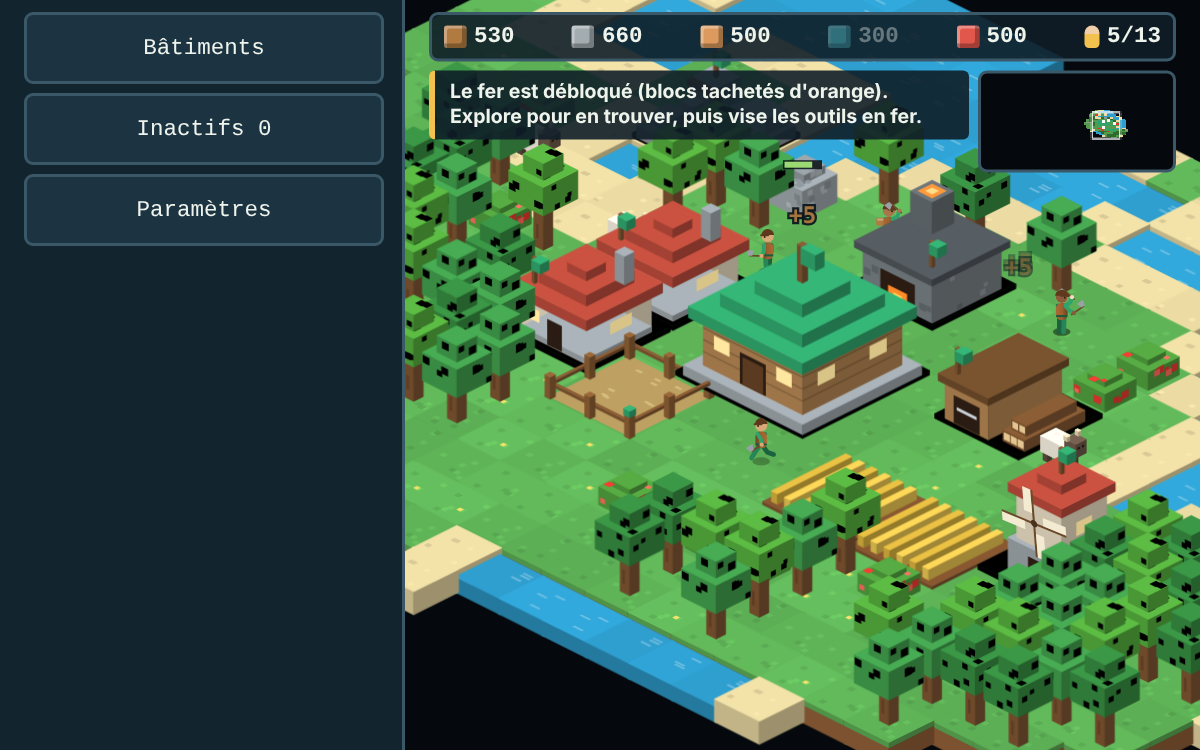 Bâtiments
Inactifs 0
Paramètres
530 660 500 300 500 5/13
Le fer est débloqué (blocs tachetés d'orange).
Explore pour en trouver, puis vise les outils en fer.
+5
+5